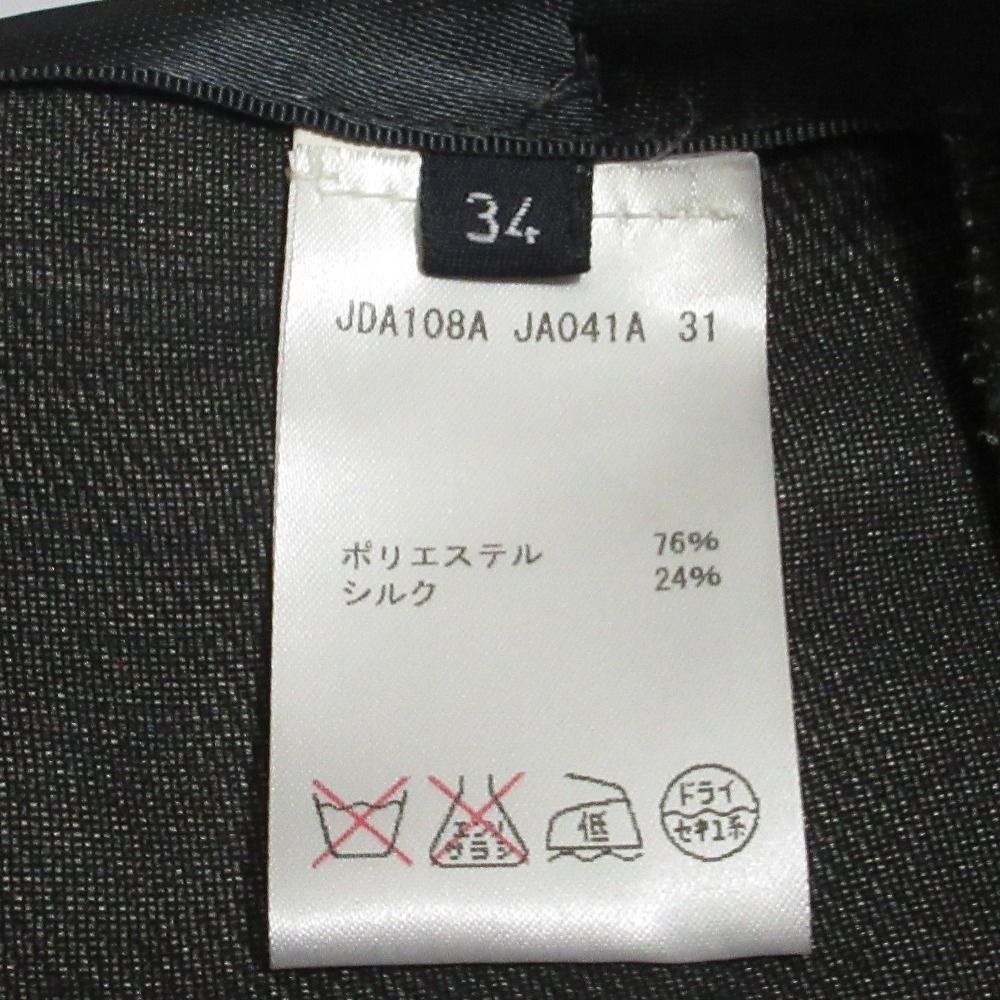 34
JDA108A JA041A 31
ポリエステル 76%
シルク 24%
エンソ
サラシ
低
ドライ
セキユ系